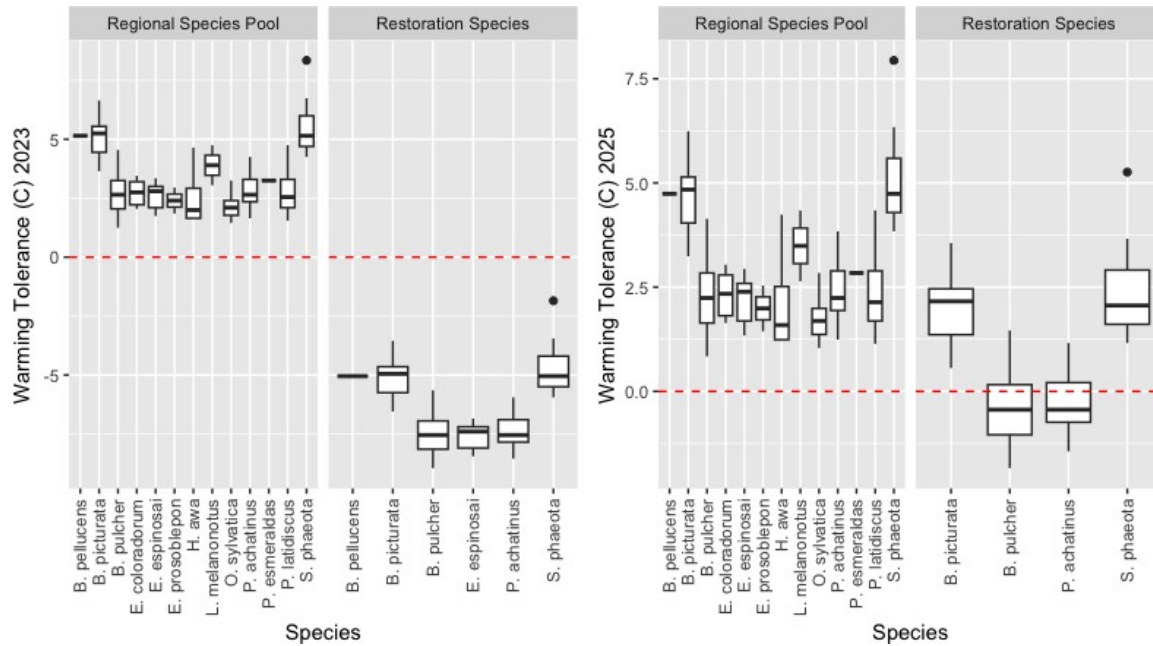 Regional Species Pool
Restoration Species
Warming Tolerance (C) 2023
5
0
-5
B. pellucens
B. picturata
B. pulcher
E. coloradorum
E. espinosai
E. prosoblepon
H. awa
L. melanonotus
O. sylvatica
P. achatinus
P. esmeraldas
P. latidiscus
S. phaeota
B. pellucens
B. picturata
B. pulcher
E. espinosai
P. achatinus
S. phaeota
Species
Regional Species Pool
Restoration Species
Warming Tolerance (C) 2025
7.5
5.0
2.5
0.0
B. pellucens
B. picturata
B. pulcher
E. coloradorum
E. espinosai
E. prosoblepon
H. awa
L. melanonotus
O. sylvatica
P. achatinus
P. esmeraldas
P. latidiscus
S. phaeota
B. picturata
B. pulcher
P. achatinus
S. phaeota
Species